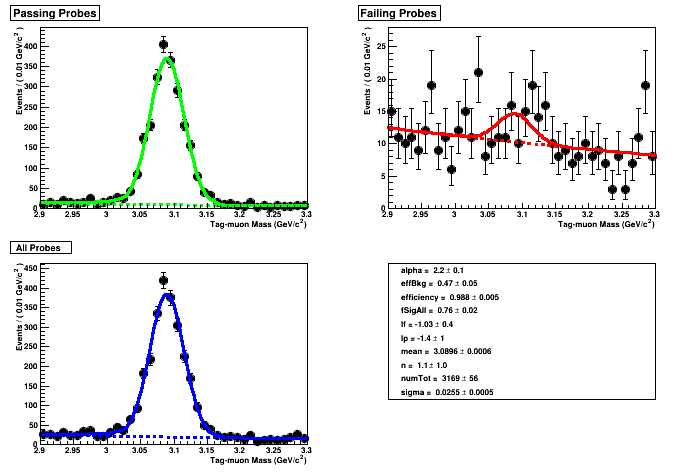 Passing Probes
Events / ( 0.01 GeV/c² )
400
350
300
250
200
150
100
50
0
2.9 2.95 3 3.05 3.1 3.15 3.2 3.25 3.3
Tag-muon Mass (GeV/c²)
Failing Probes
Events / ( 0.01 GeV/c² )
25
20
15
10
5
0
2.9 2.95 3 3.05 3.1 3.15 3.2 3.25 3.3
Tag-muon Mass (GeV/c²)
All Probes
Events / ( 0.01 GeV/c² )
450
400
350
300
250
200
150
100
50
0
2.9 2.95 3 3.05 3.1 3.15 3.2 3.25 3.3
Tag-muon Mass (GeV/c²)
alpha = 2.2 ± 0.1
effBkg = 0.47 ± 0.05
efficiency = 0.988 ± 0.005
fSigAll = 0.76 ± 0.02
lf = -1.03 ± 0.4
lp = -1.4 ± 1
mean = 3.0896 ± 0.0006
n = 1.1 ± 1.0
numTot = 3169 ± 56
sigma = 0.0255 ± 0.0005